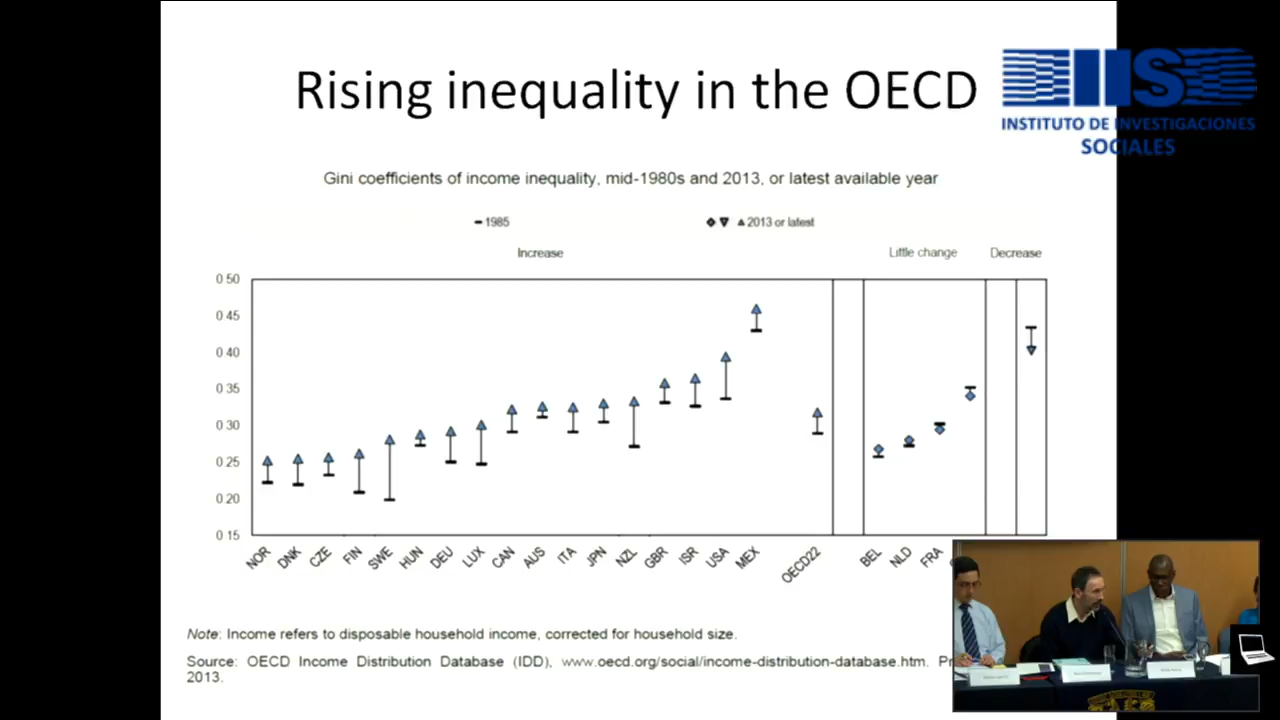 Rising inequality in the OECD
IIS
INSTITUTO DE INVESTIGACIONES
SOCIALES
Gini coefficients of income inequality, mid-1980s and 2013, or latest available year
1985
2013 or latest
Increase
Little change
Decrease
0.50
0.45
0.40
0.35
0.30
0.25
0.20
0.15
NOR DNK CZE FIN SWE HUN DEU LUX CAN AUS ITA JPN NZL GBR ISR USA MEX OECD22 BEL NLD FRA
Note: Income refers to disposable household income, corrected for household size.
Source: OECD Income Distribution Database (IDD), www.oecd.org/social/income-distribution-database.htm.
2013.